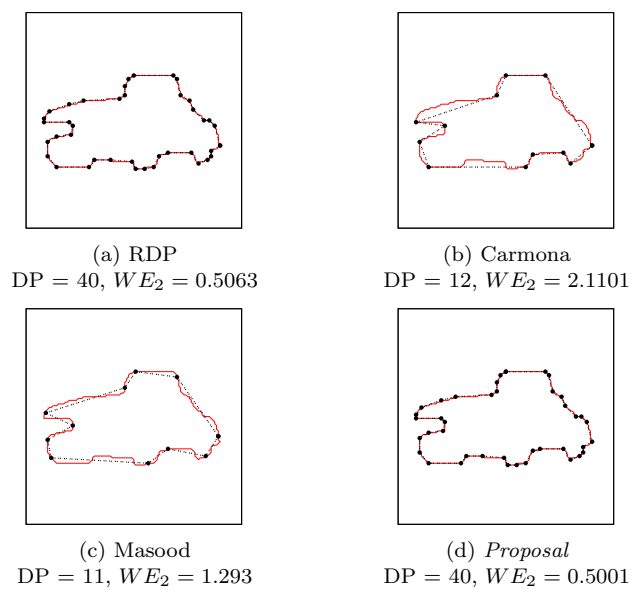 (a) RDP
DP = 40, WE₂ = 0.5063
(b) Carmona
DP = 12, WE₂ = 2.1101
(c) Masood
DP = 11, WE₂ = 1.293
(d) Proposal
DP = 40, WE₂ = 0.5001